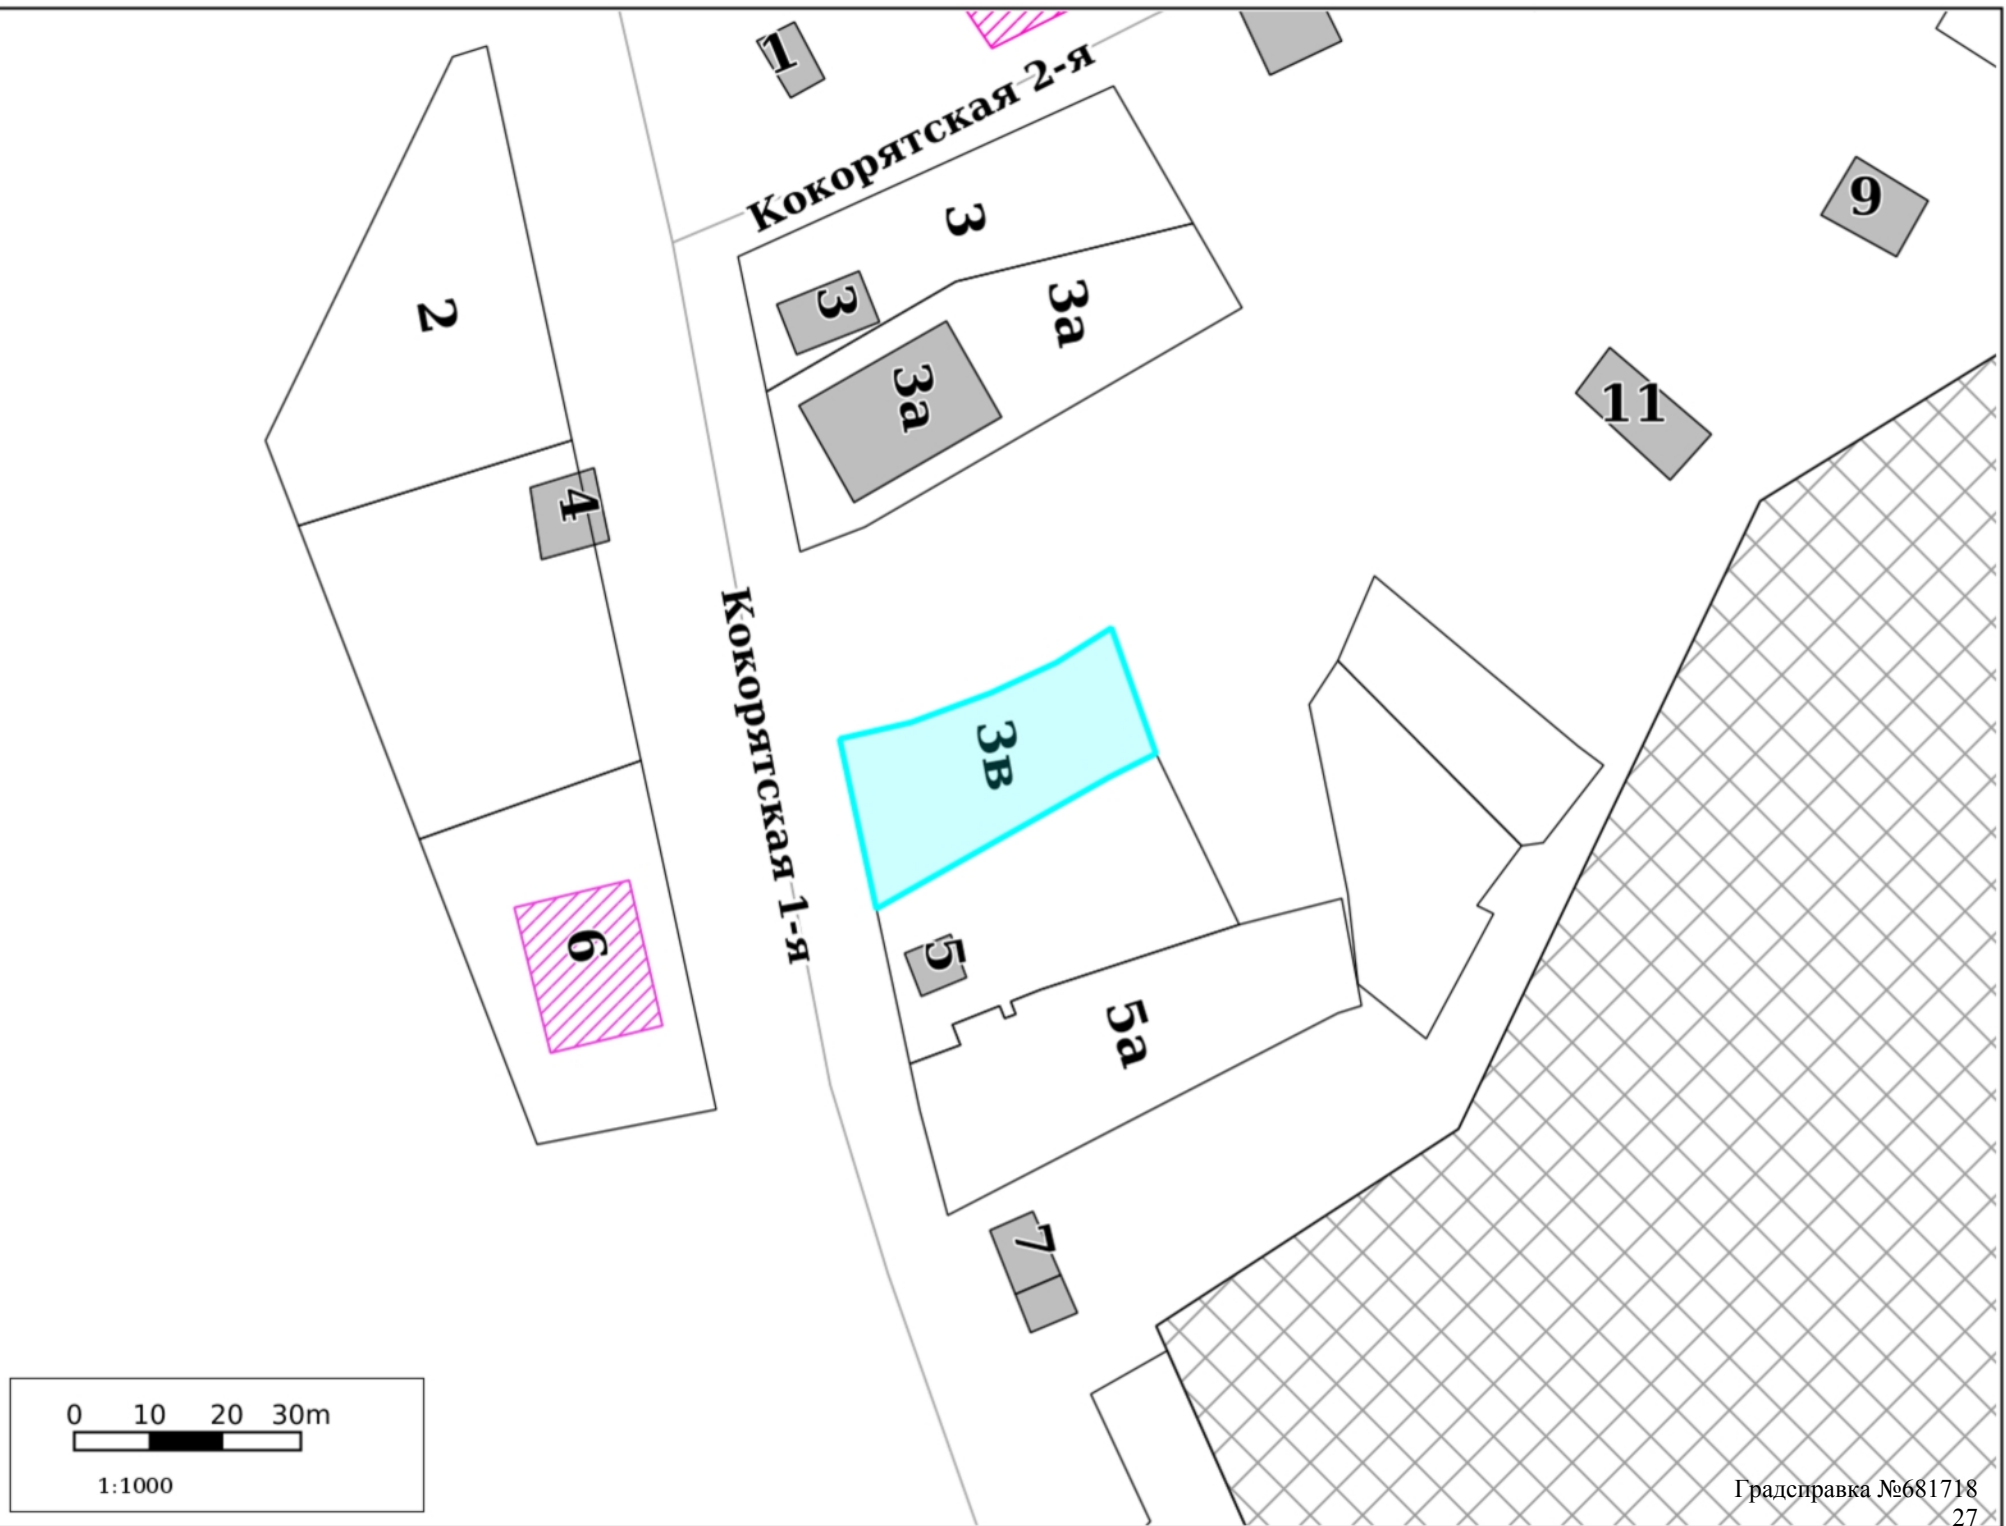 1
Кокорятская 2-я
9
3
2
3
3а
3а
11
4
Кокорятская 1-я
3в
6
5
5а
7
0 10 20 30m
1:1000
Градсправка №681718
27